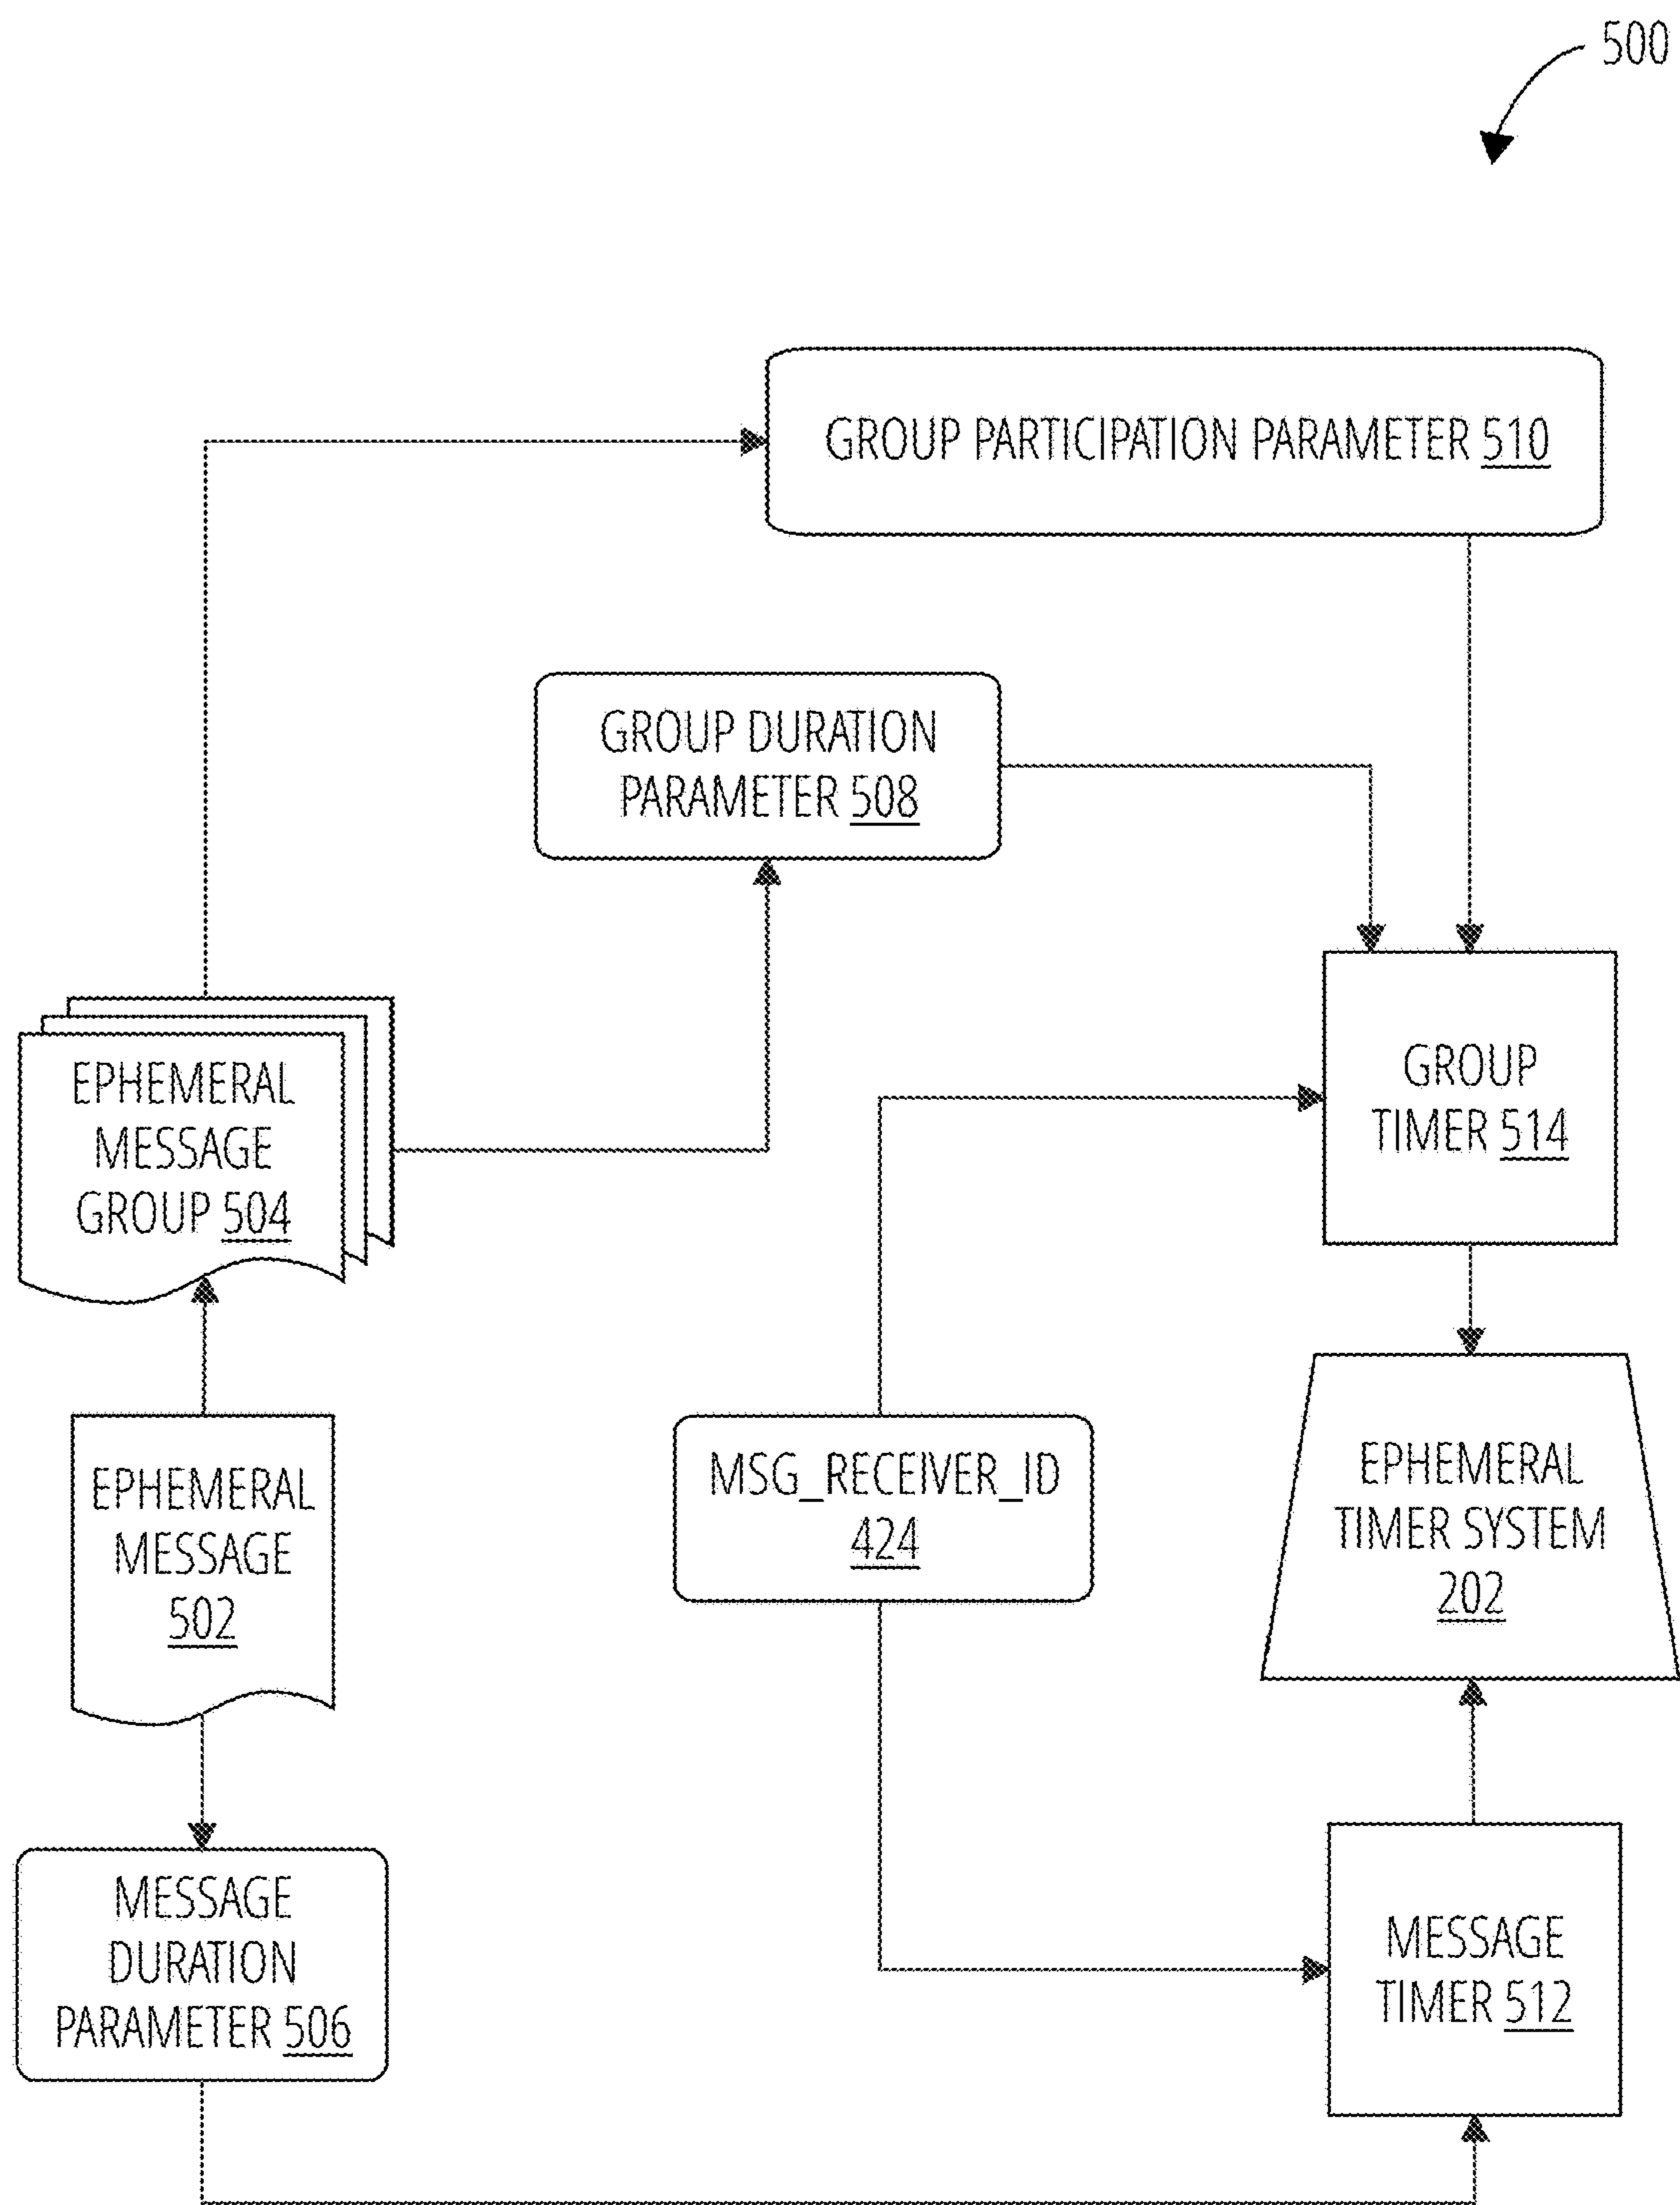 500
GROUP PARTICIPATION PARAMETER 510
GROUP DURATION
PARAMETER 508
EPHEMERAL
MESSAGE
GROUP 504
GROUP
TIMER 514
EPHEMERAL
MESSAGE
502
MSG_RECEIVER_ID
424
EPHEMERAL
TIMER SYSTEM
202
MESSAGE
DURATION
PARAMETER 506
MESSAGE
TIMER 512